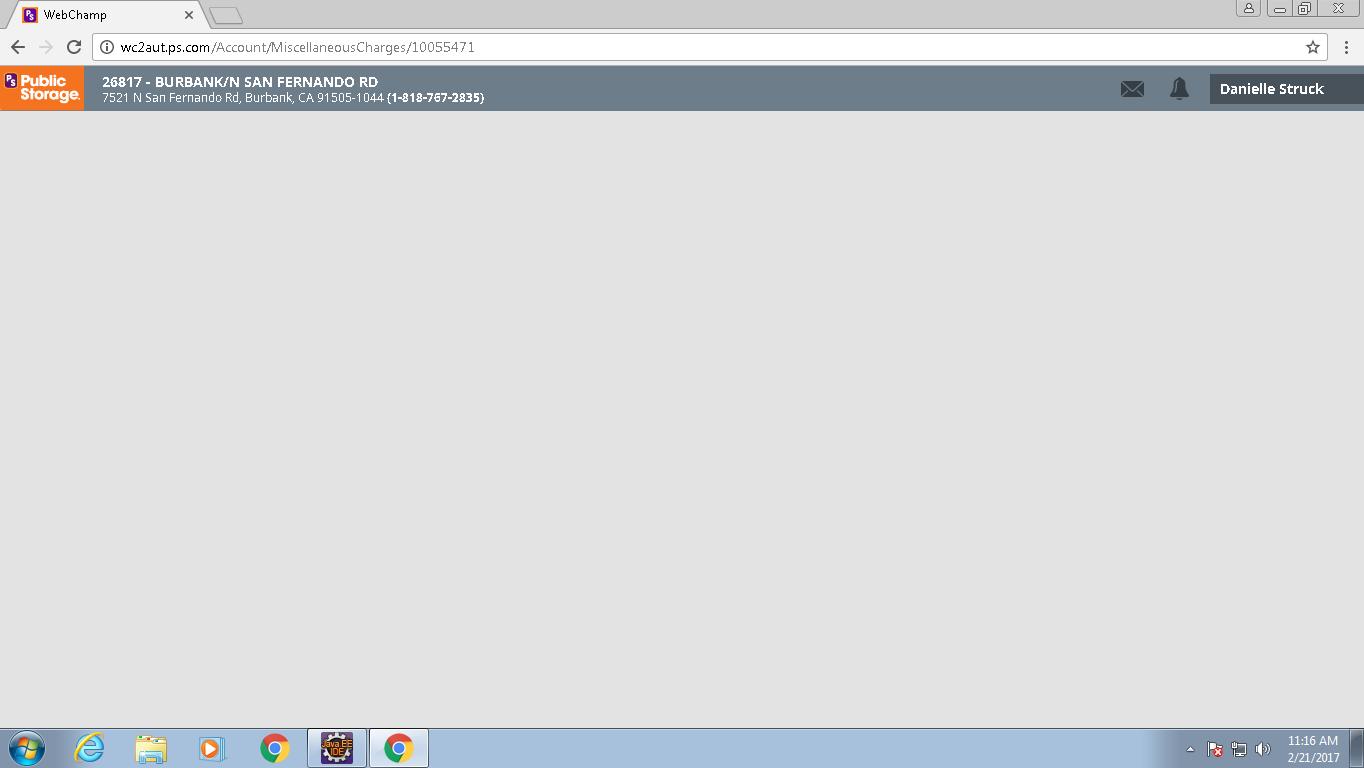 WebChamp
wc2aut.ps.com/Account/MiscellaneousCharges/10055471
PS Public Storage.
26817 - BURBANK/N SAN FERNANDO RD
7521 N San Fernando Rd, Burbank, CA 91505-1044 (1-818-767-2835)
Danielle Struck
Java EE
IDE
11:16 AM
2/21/2017